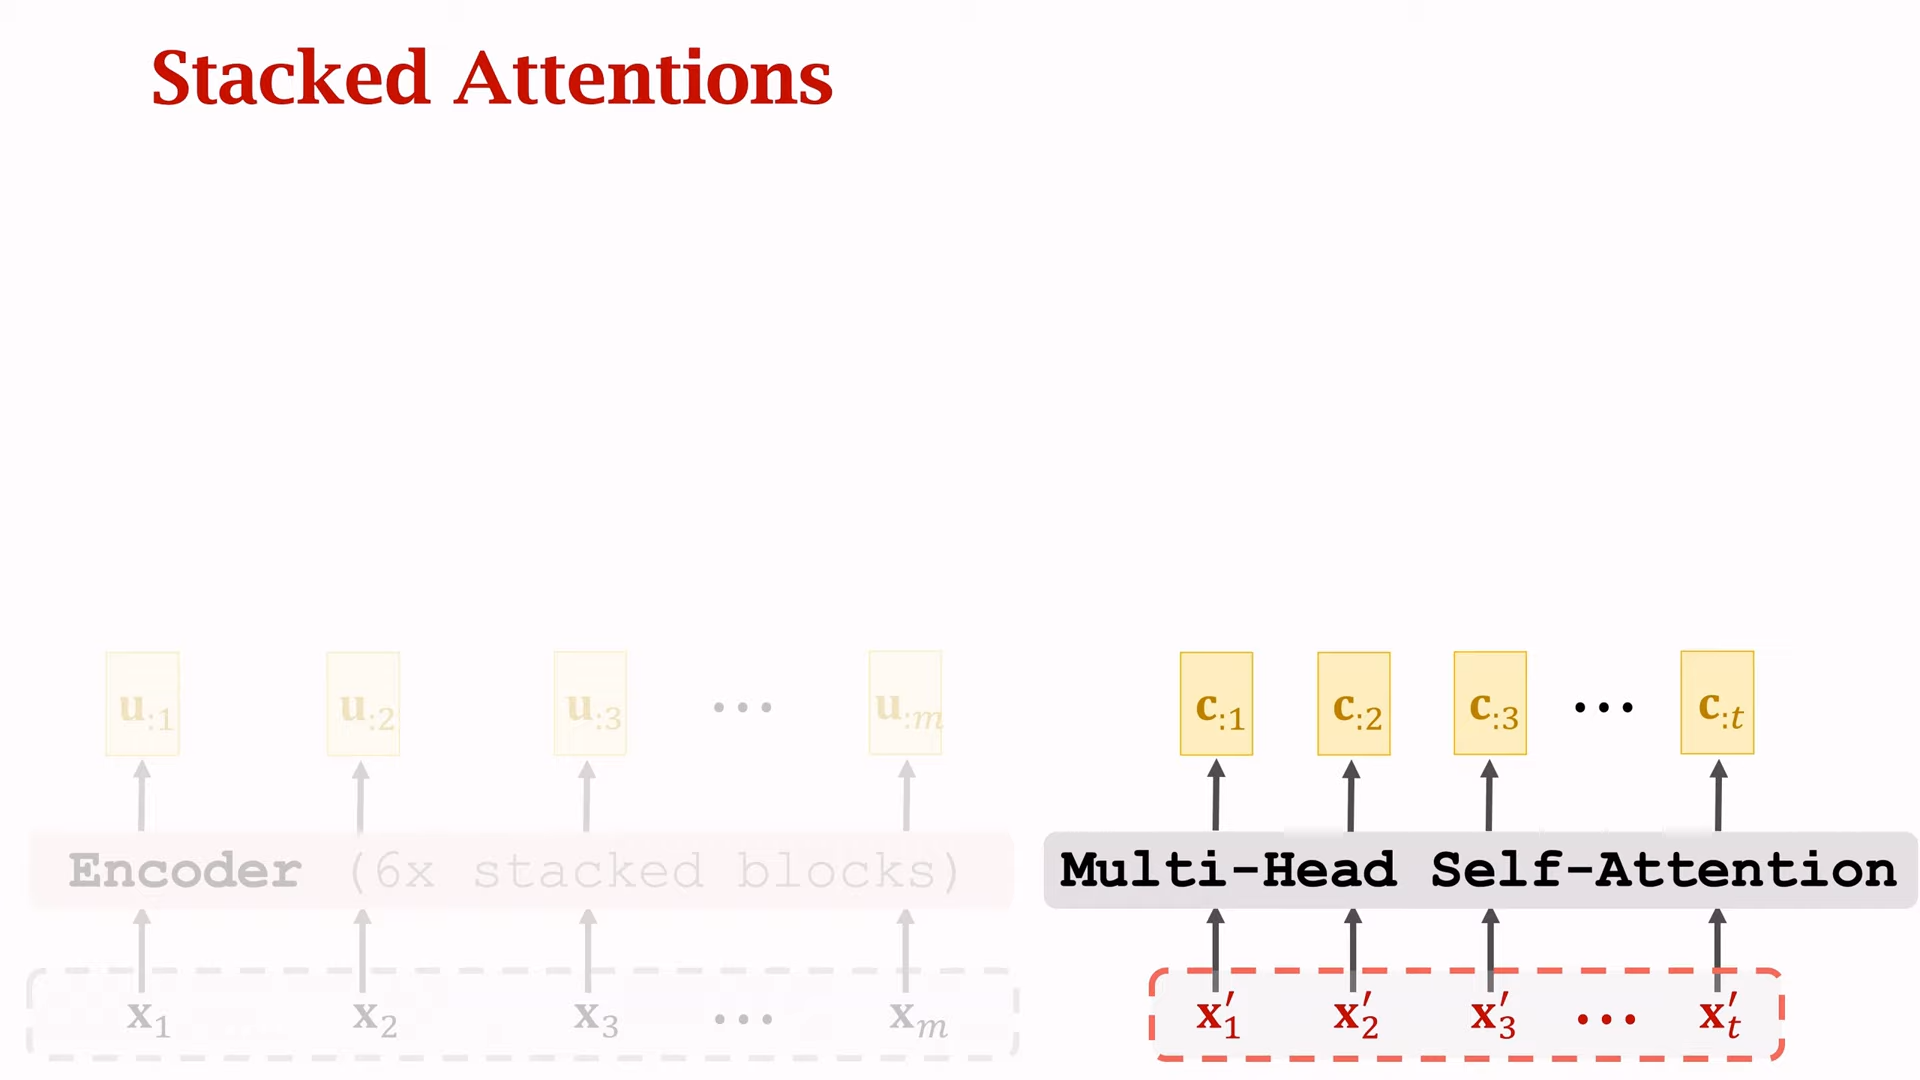 Stacked Attentions
u:1 u:2 u:3 ... u:m c:1 c:2 c:3 ... c:t
Encoder (6x stacked blocks) Multi-Head Self-Attention
x1 x2 x3 ... xm x′1 x′2 x′3 ... x′t